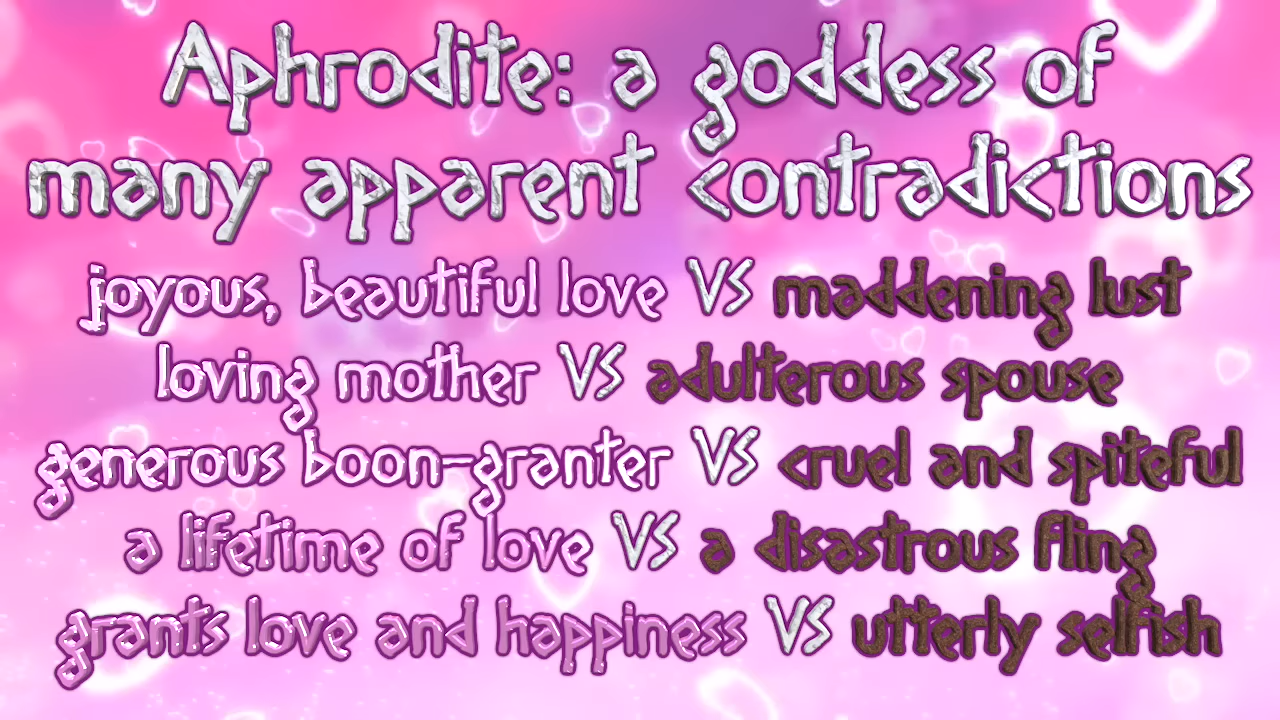 Aphrodite: a goddess of
many apparent contradictions
joyous, beautiful love VS maddening lust
loving mother VS adulterous spouse
generous boon-granter VS cruel and spiteful
a lifetime of love VS a disastrous fling
grants love and happiness VS utterly selfish